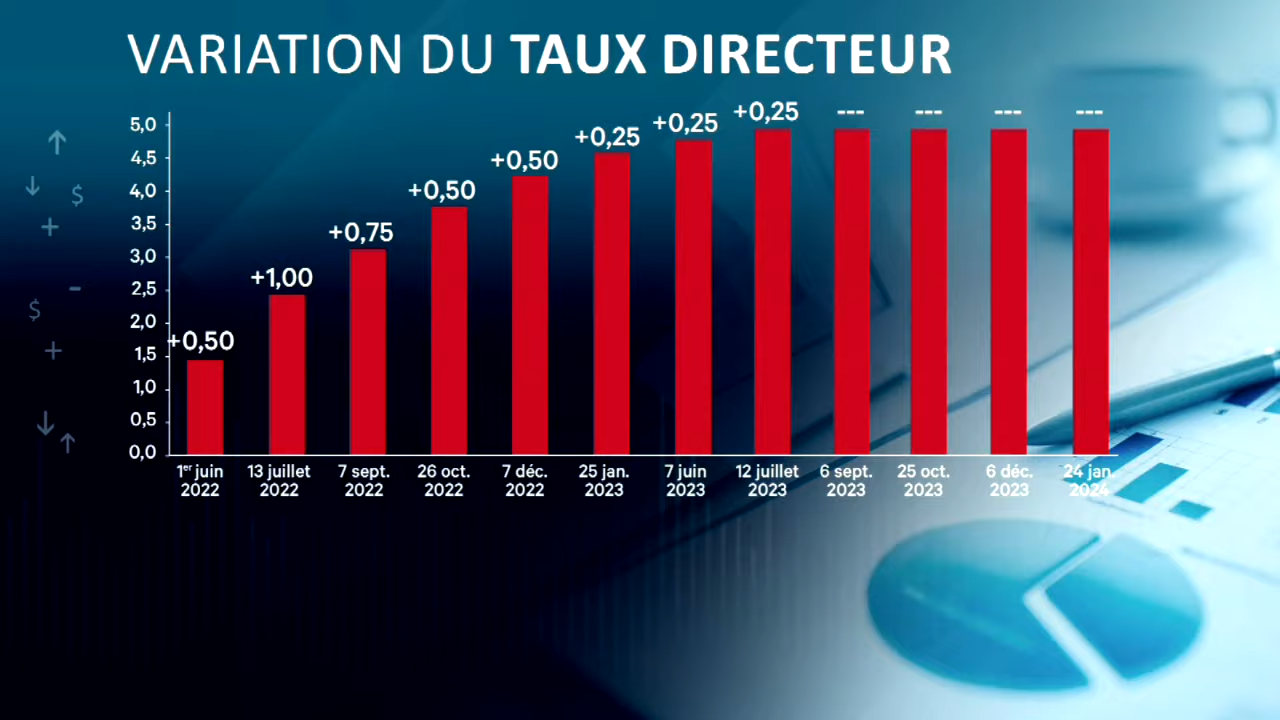 VARIATION DU TAUX DIRECTEUR
5,0
4,5
4,0
3,5
3,0
2,5
2,0
1,5
1,0
0,5
0,0
+0,50
+1,00
+0,75
+0,50
+0,50
+0,25
+0,25
+0,25
---
---
---
---
1er juin
2022
13 juillet
2022
7 sept.
2022
26 oct.
2022
7 déc.
2022
25 jan.
2023
7 juin
2023
12 juillet
2023
6 sept.
2023
25 oct.
2023
6 déc.
2023
24 jan.
2024